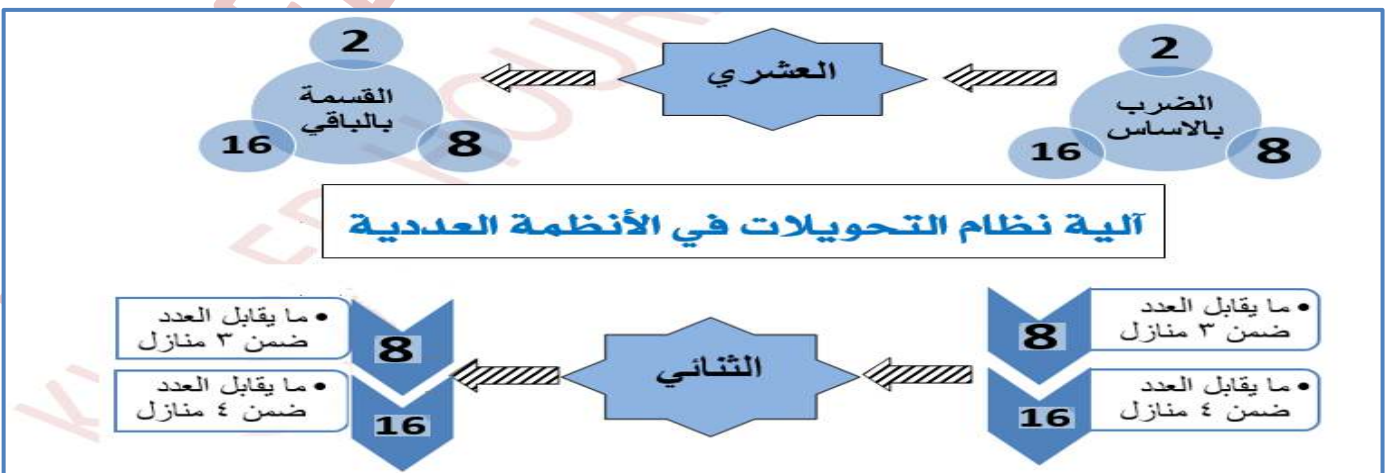 2
الضرب
بالاساس
16
8
العشري
2
القسمة
بالباقي
16
8
آلية نظام التحويلات في الأنظمة العددية
8
• ما يقابل العدد
ضمن ٣ منازل
16
• ما يقابل العدد
ضمن ٤ منازل
الثنائي
8
• ما يقابل العدد
ضمن ٣ منازل
16
• ما يقابل العدد
ضمن ٤ منازل